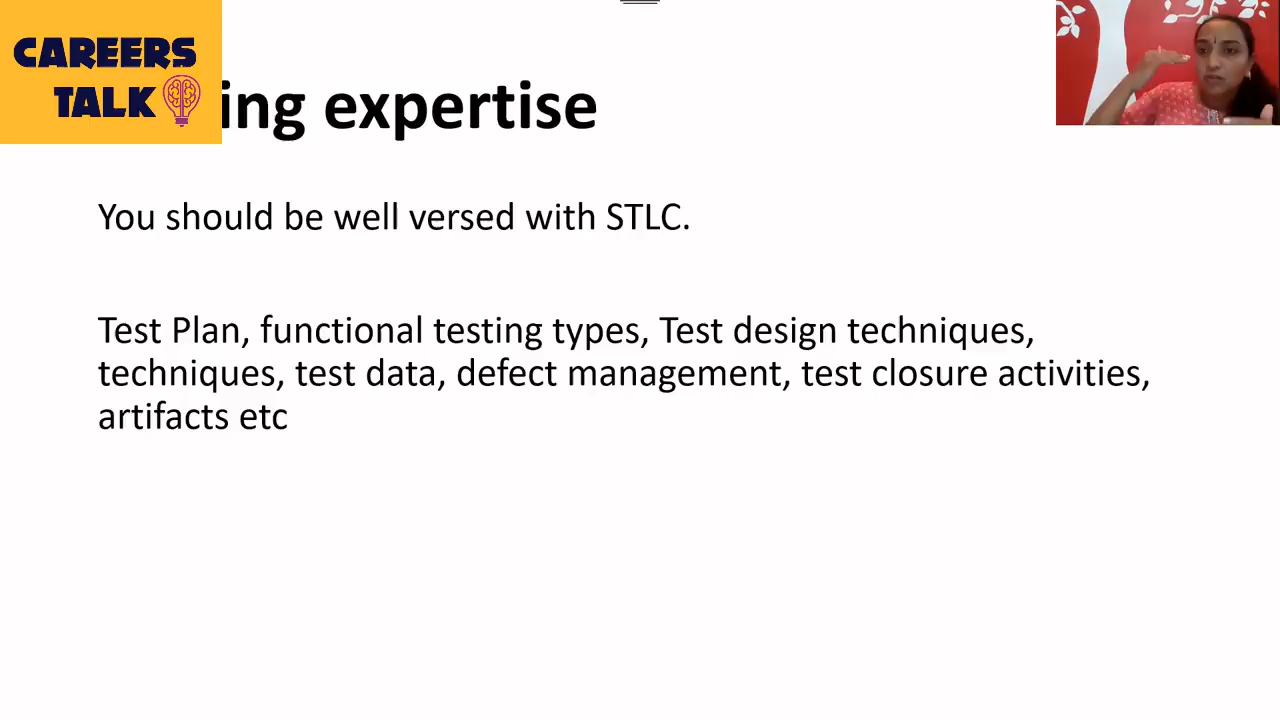 CAREERS
TALK
ing expertise
You should be well versed with STLC.
Test Plan, functional testing types, Test design techniques,
techniques, test data, defect management, test closure activities,
artifacts etc